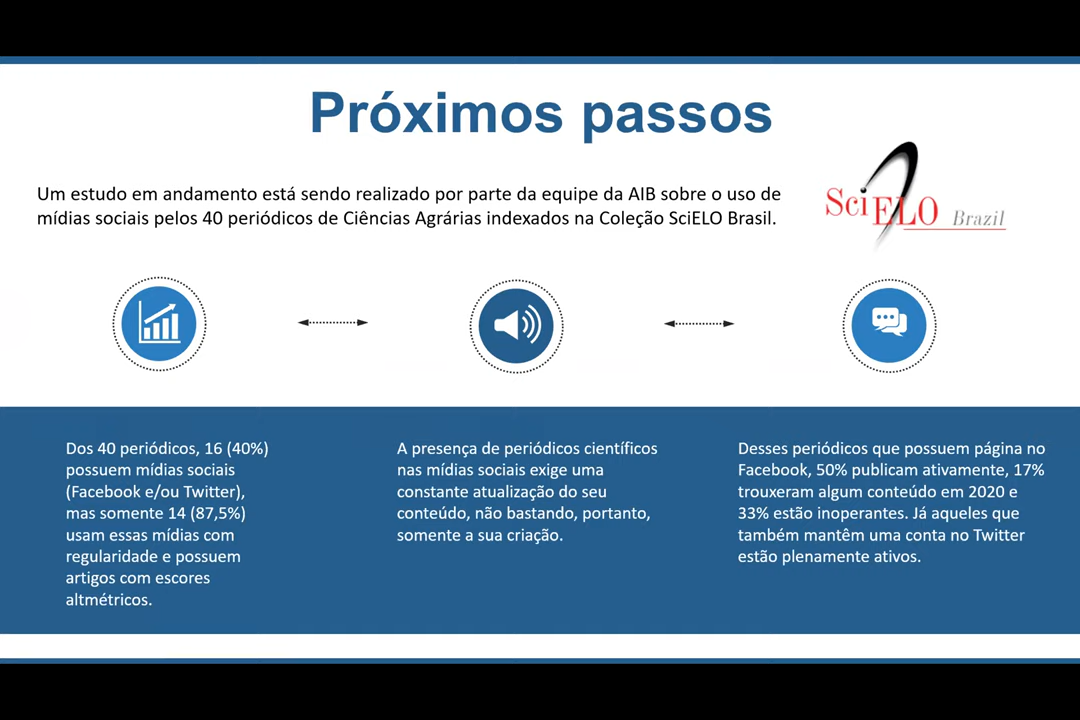 Próximos passos
Um estudo em andamento está sendo realizado por parte da equipe da AIB sobre o uso de
mídias sociais pelos 40 periódicos de Ciências Agrárias indexados na Coleção SciELO Brasil.
SciELO Brazil
Dos 40 periódicos, 16 (40%)
possuem mídias sociais
(Facebook e/ou Twitter),
mas somente 14 (87,5%)
usam essas mídias com
regularidade e possuem
artigos com escores
altmétricos.
A presença de periódicos científicos
nas mídias sociais exige uma
constante atualização do seu
conteúdo, não bastando, portanto,
somente a sua criação.
Desses periódicos que possuem página no
Facebook, 50% publicam ativamente, 17%
trouxeram algum conteúdo em 2020 e
33% estão inoperantes. Já aqueles que
também mantêm uma conta no Twitter
estão plenamente ativos.